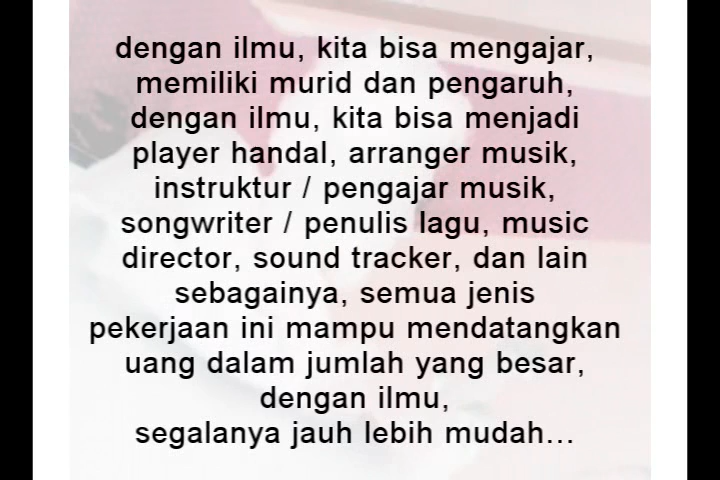 dengan ilmu, kita bisa mengajar,
memiliki murid dan pengaruh,
dengan ilmu, kita bisa menjadi
player handal, arranger musik,
instruktur / pengajar musik,
songwriter / penulis lagu, music
director, sound tracker, dan lain
sebagainya, semua jenis
pekerjaan ini mampu mendatangkan
uang dalam jumlah yang besar,
dengan ilmu,
segalanya jauh lebih mudah...